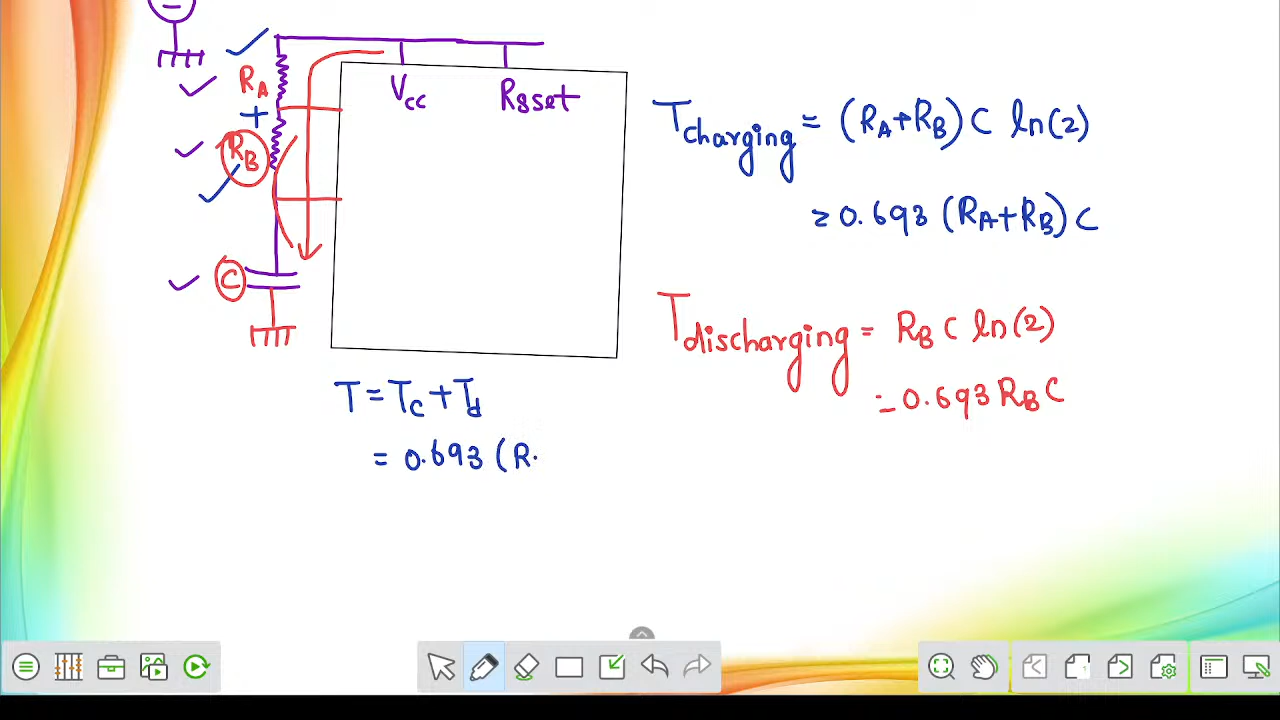 RA
+
RB
C
Vcc
Rsset
Tcharging = (RA+RB) C ln(2)
= 0.693 (RA+RB) C
Tdischarging = RB C ln(2)
= 0.693 RB C
T = Tc + Td
= 0.693 (R.